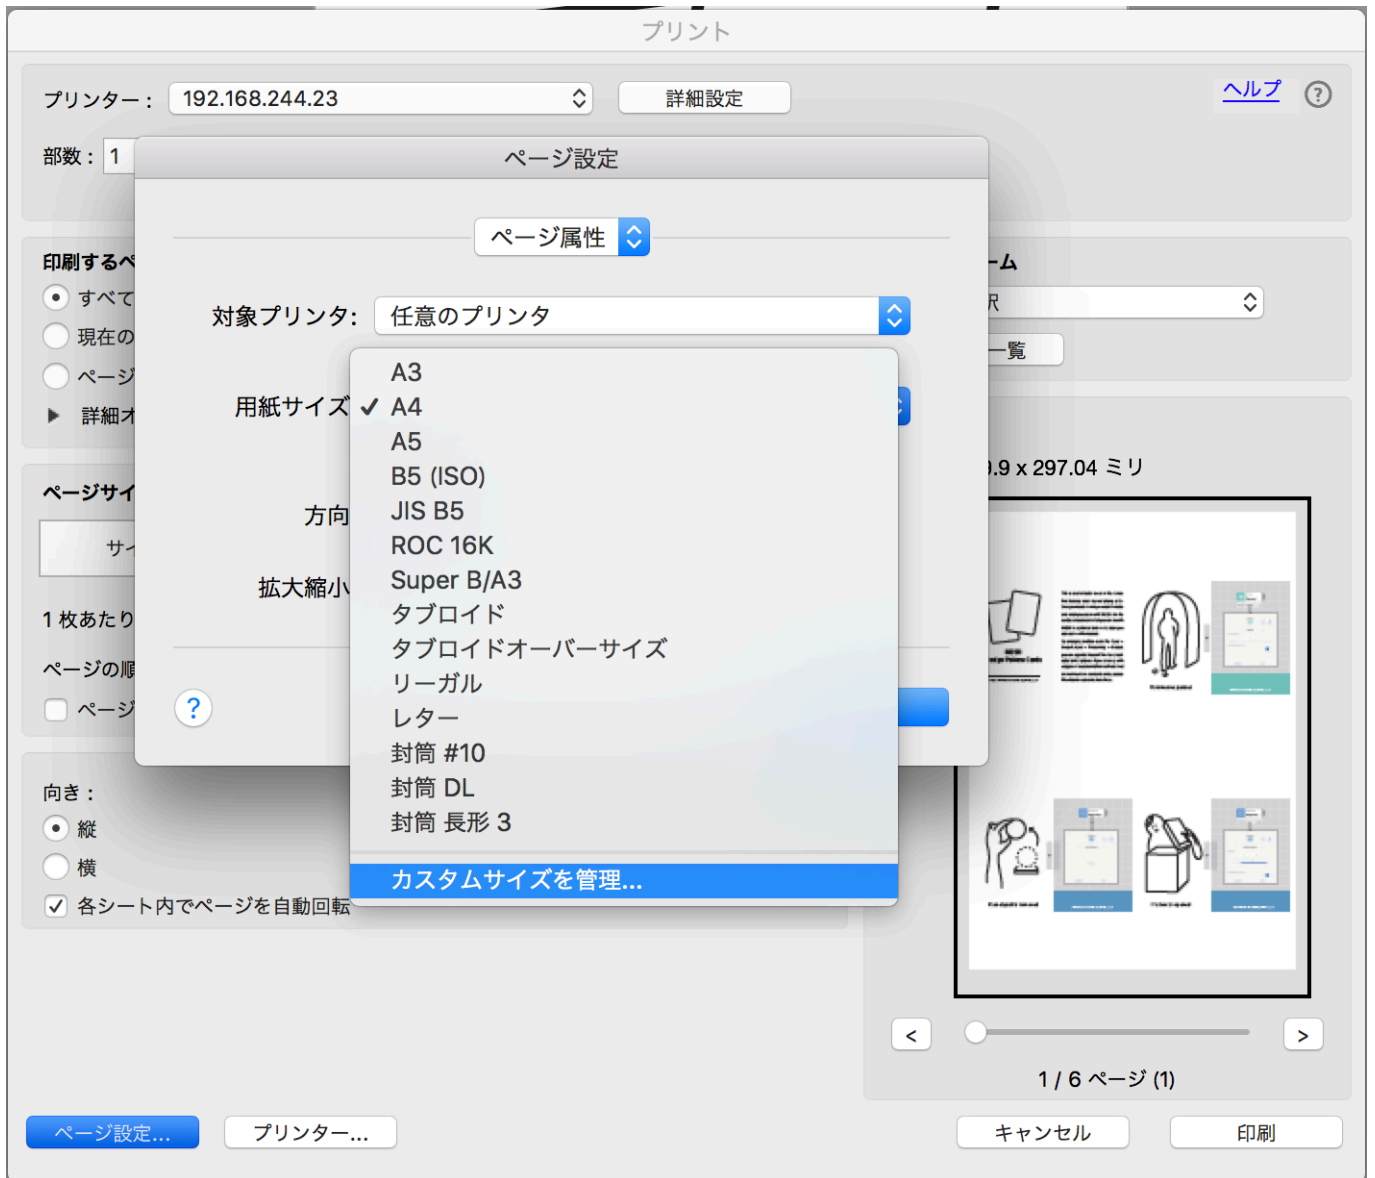 プリント
プリンター：
192.168.244.23
詳細設定
ヘルプ
?
部数：
1
ページ設定
ページ属性
印刷するペ
すべて
現在の
ページ
詳細オ
ーム
一覧
対象プリンタ:
任意のプリンタ
用紙サイズ
A3
✓ A4
A5
B5 (ISO)
JIS B5
ROC 16K
Super B/A3
タブロイド
タブロイドオーバーサイズ
リーガル
レター
封筒 #10
封筒 DL
封筒 長形 3
カスタムサイズを管理...
方向
拡大縮小
?
ページサイ
サイ
1 枚あたり
ページの順
ページ
.9 x 297.04 ミリ
向き：
縦
横
各シート内でページを自動回転
<
>
1 / 6 ページ (1)
ページ設定...
プリンター...
キャンセル
印刷